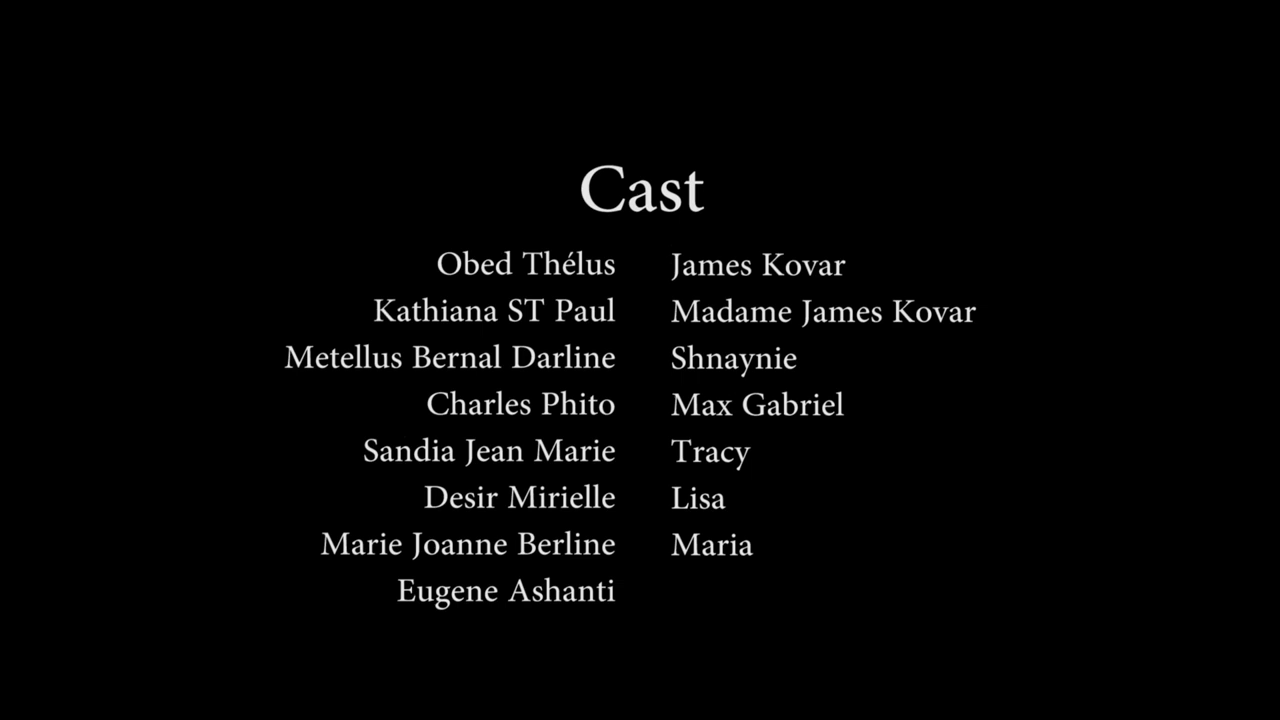 Cast
Obed Thélus James Kovar
Kathiana ST Paul Madame James Kovar
Metellus Bernal Darline Shnaynie
Charles Phito Max Gabriel
Sandia Jean Marie Tracy
Desir Mirielle Lisa
Marie Joanne Berline Maria
Eugene Ashanti